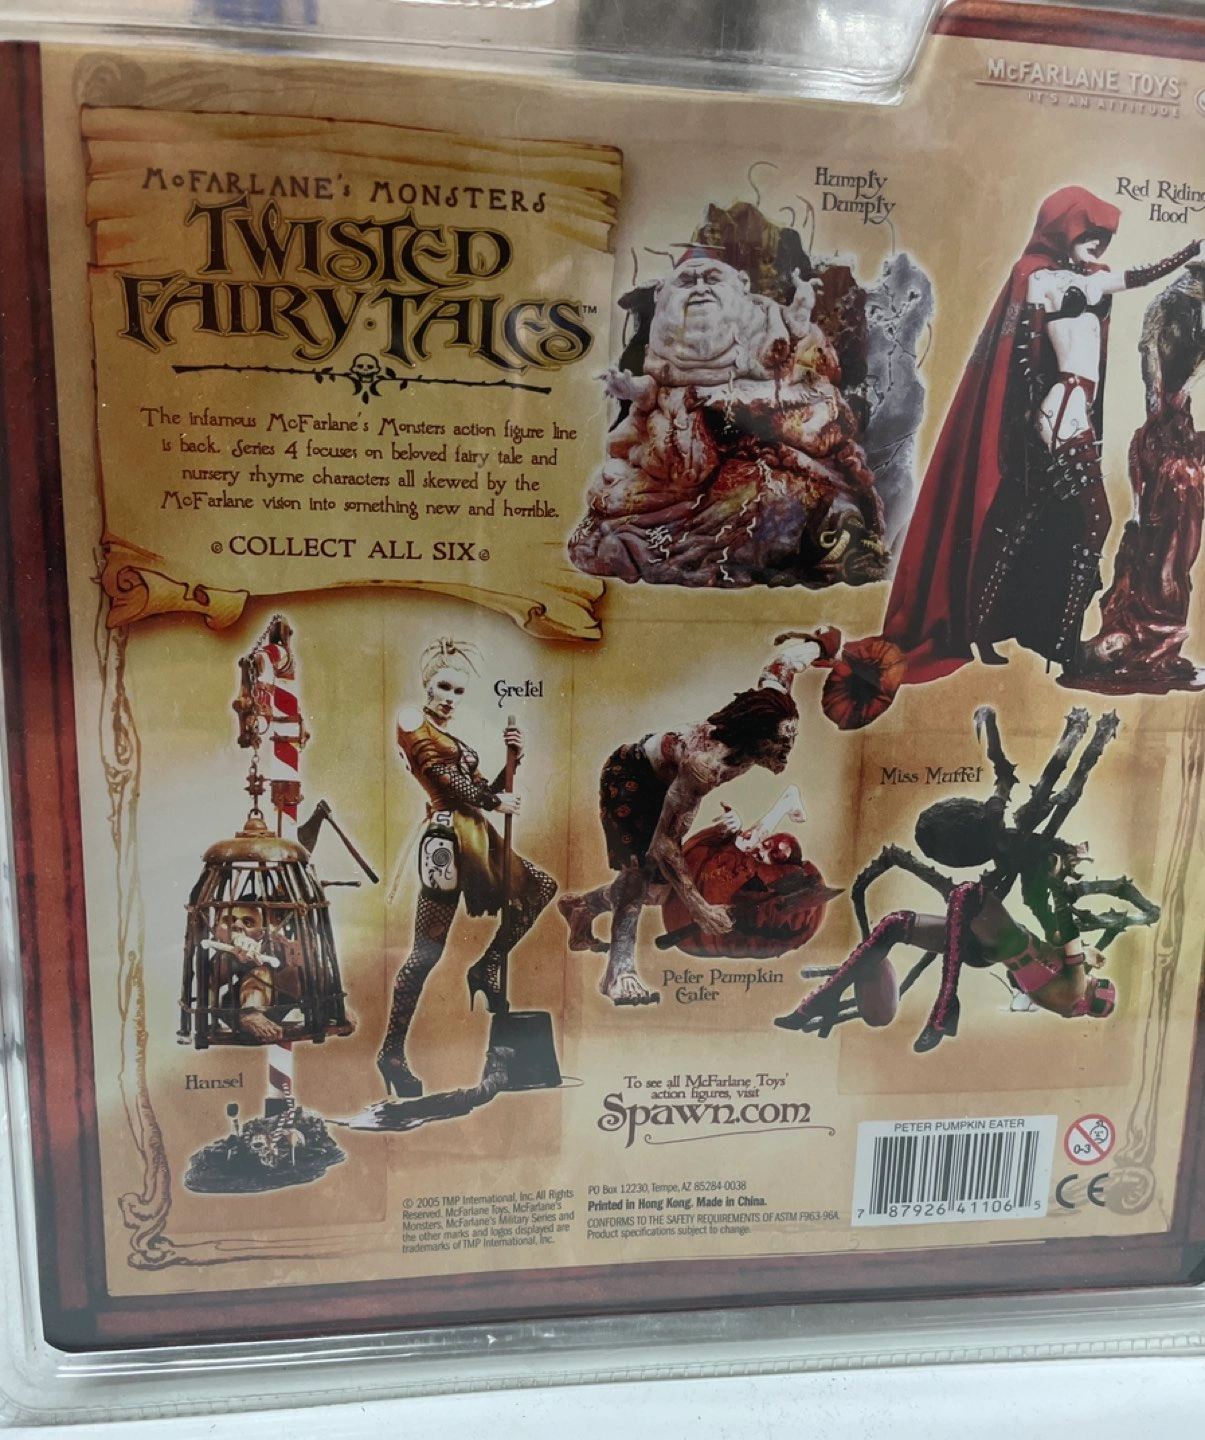 McFARLANE TOYS
IT'S AN ATTITUDE
McFARLANE'S MONSTERS
TWISTED
FAIRY·TALES™
The infamous McFarlane's Monsters action figure line
is back. Series 4 focuses on beloved fairy tale and
nursery rhyme characters all skewed by the
McFarlane vision into something new and horrible.
COLLECT ALL SIX
Humpty
Dumpty
Red Riding
Hood
Gretel
Miss Muffet
Peter Pumpkin
Eater
Hansel
To see all McFarlane Toys'
action figures, visit
Spawn.com
© 2005 TMP International, Inc. All Rights
Reserved. McFarlane Toys, McFarlane's
Monsters, McFarlane's Military Series and
the other marks and logos displayed are
trademarks of TMP International, Inc.
PO Box 12230, Tempe, AZ 85284-0038
Printed in Hong Kong. Made in China.
CONFORMS TO THE SAFETY REQUIREMENTS OF ASTM F963-96A.
Product specifications subject to change.
PETER PUMPKIN EATER
7 87926 41106 5
0-3
CE